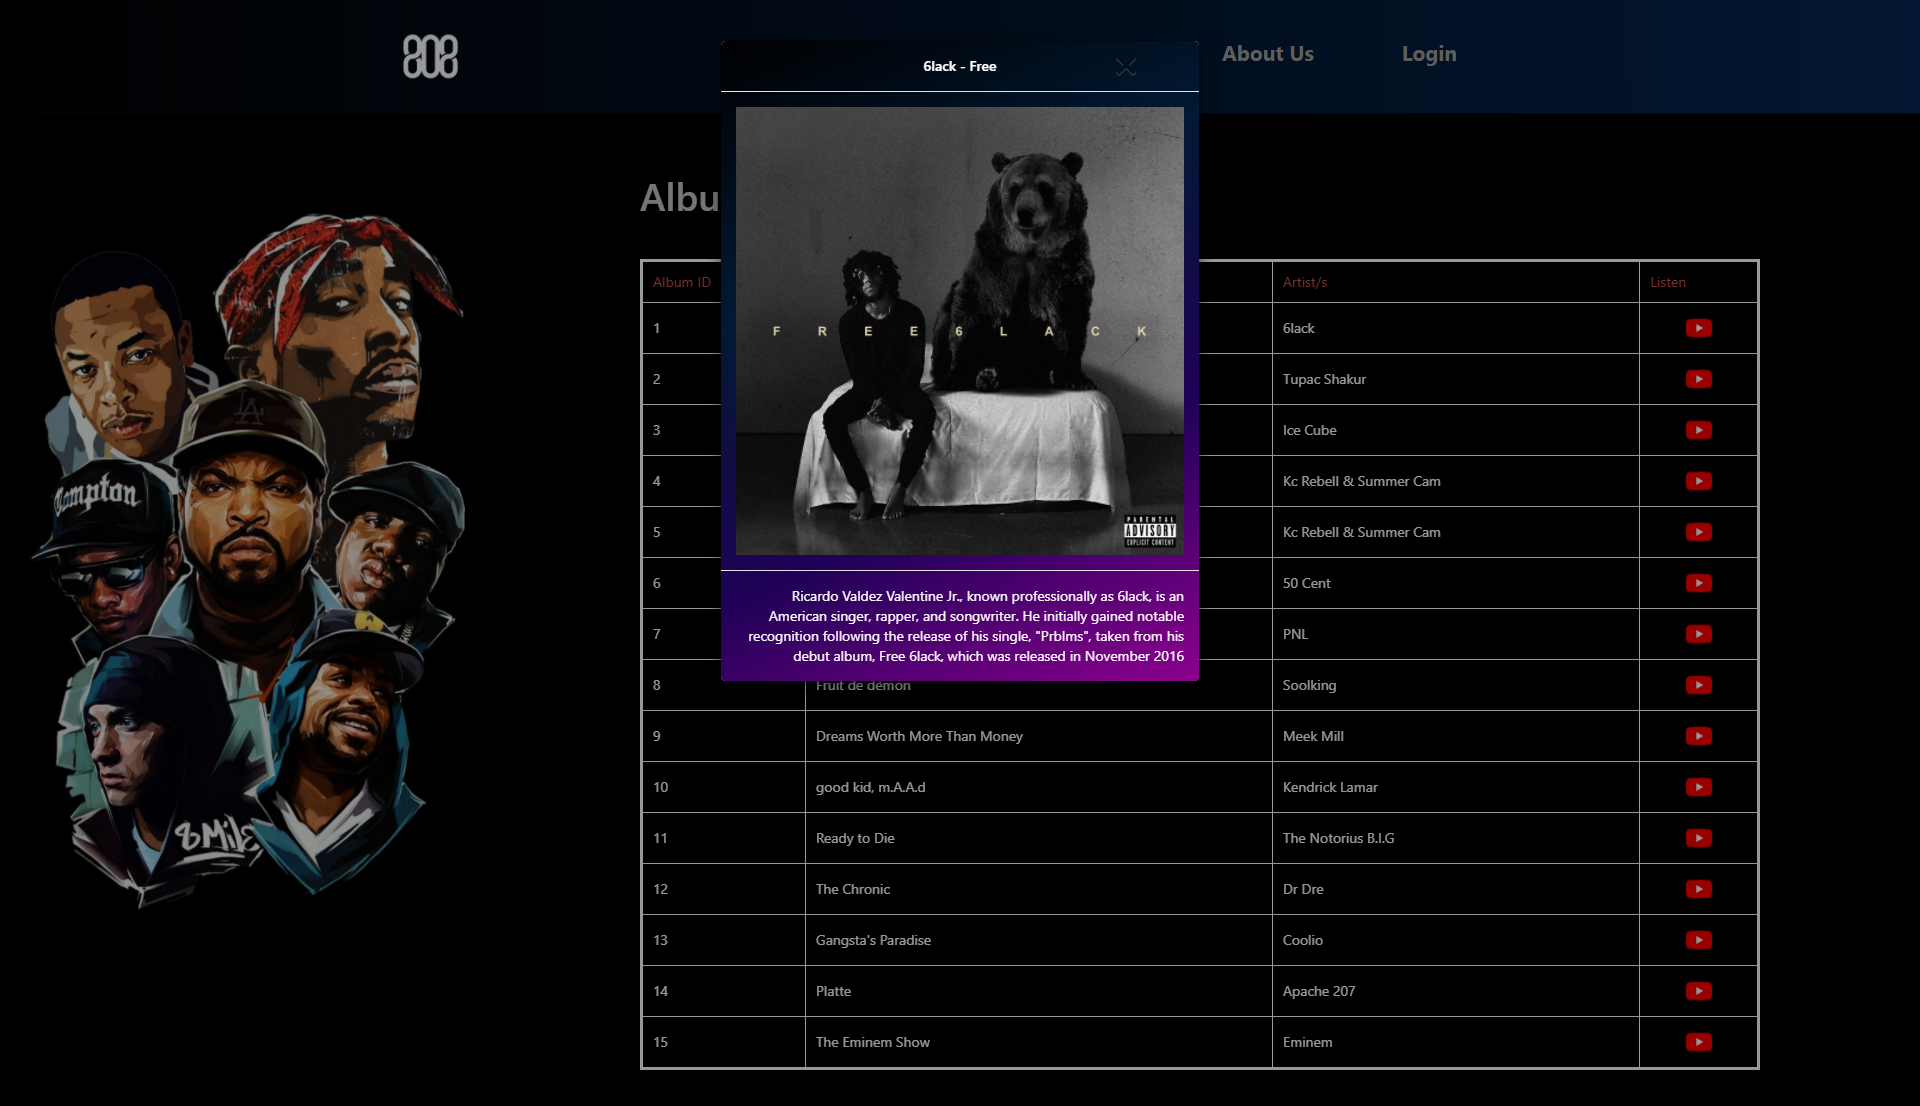 808
About Us
Login
6lack - Free
F R E E 6 L A C K
PARENTAL
ADVISORY
EXPLICIT CONTENT
Ricardo Valdez Valentine Jr., known professionally as 6lack, is an
American singer, rapper, and songwriter. He initially gained notable
recognition following the release of his single, "Prblms", taken from his
debut album, Free 6lack, which was released in November 2016
LA
Compton
8 Mile
Albu
Album ID
Artist/s
Listen
1
6lack
2
Tupac Shakur
3
Ice Cube
4
Kc Rebell & Summer Cam
5
Kc Rebell & Summer Cam
6
50 Cent
7
PNL
8
Fruit de démon
Soolking
9
Dreams Worth More Than Money
Meek Mill
10
good kid, m.A.A.d
Kendrick Lamar
11
Ready to Die
The Notorius B.I.G
12
The Chronic
Dr Dre
13
Gangsta's Paradise
Coolio
14
Platte
Apache 207
15
The Eminem Show
Eminem